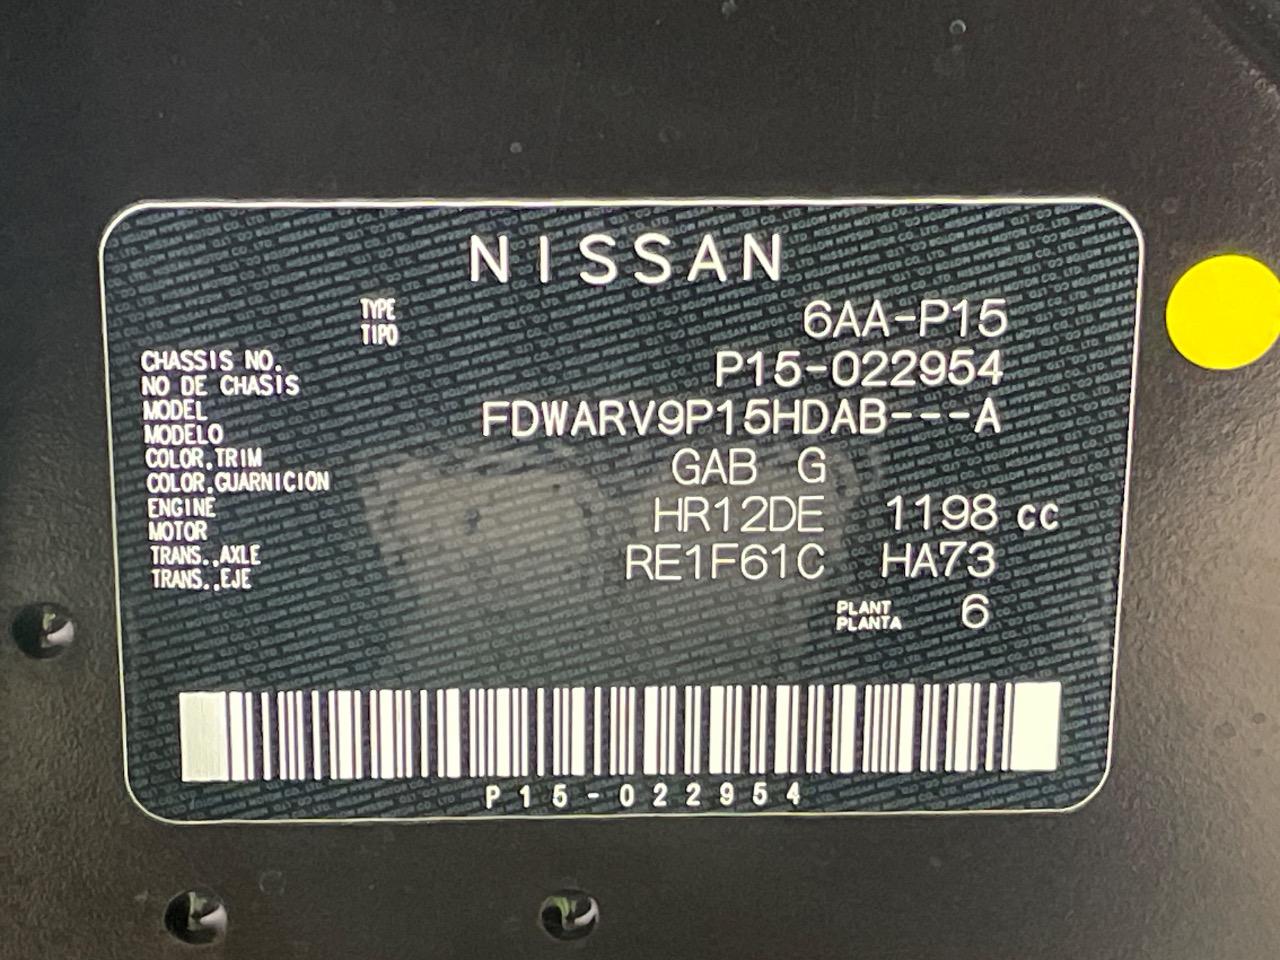 NISSAN
TYPE 6AA-P15
TIPO
CHASSIS NO. P15-022954
NO DE CHASIS
MODEL FDWARV9P15HDAB---A
MODELO
COLOR,TRIM GAB G
COLOR,GUARNICION
ENGINE HR12DE 1198 cc
MOTOR
TRANS.,AXLE RE1F61C HA73
TRANS.,EJE
PLANT 6
PLANTA
P15-022954